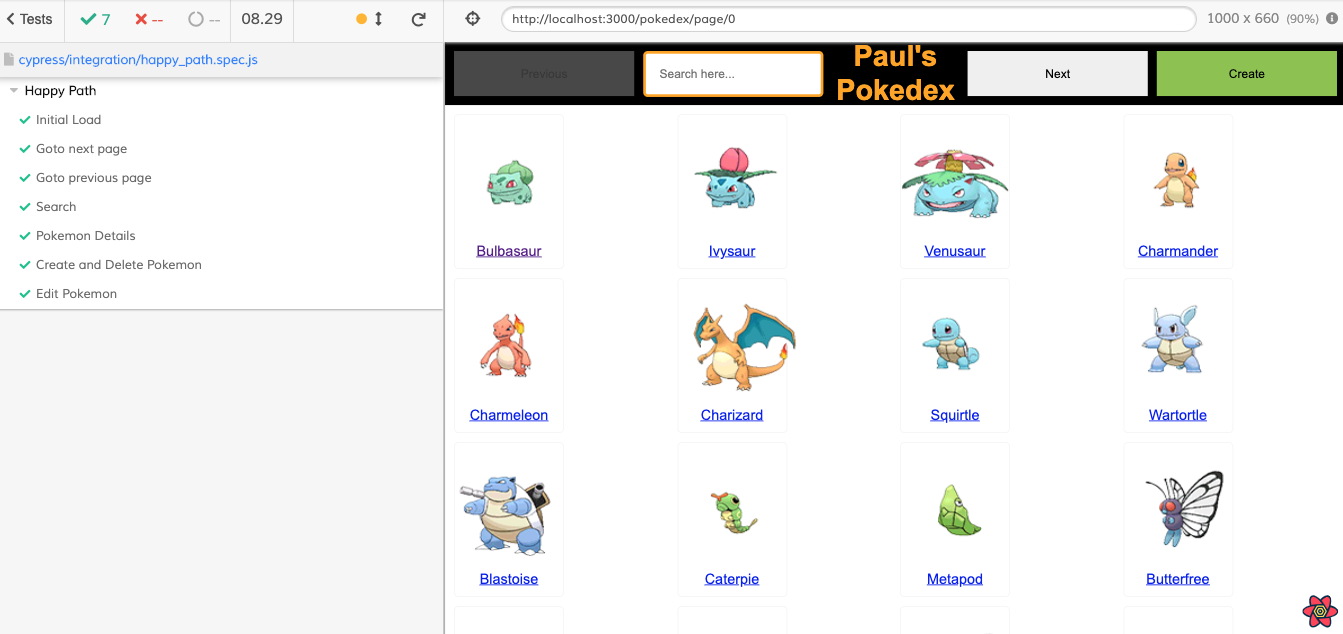 Tests
7
--
--
08.29
http://localhost:3000/pokedex/page/0
1000 x 660 (90%)
cypress/integration/happy_path.spec.js
Happy Path
Initial Load
Goto next page
Goto previous page
Search
Pokemon Details
Create and Delete Pokemon
Edit Pokemon
Previous
Search here...
Paul's
Pokedex
Next
Create
Bulbasaur
Ivysaur
Venusaur
Charmander
Charmeleon
Charizard
Squirtle
Wartortle
Blastoise
Caterpie
Metapod
Butterfree